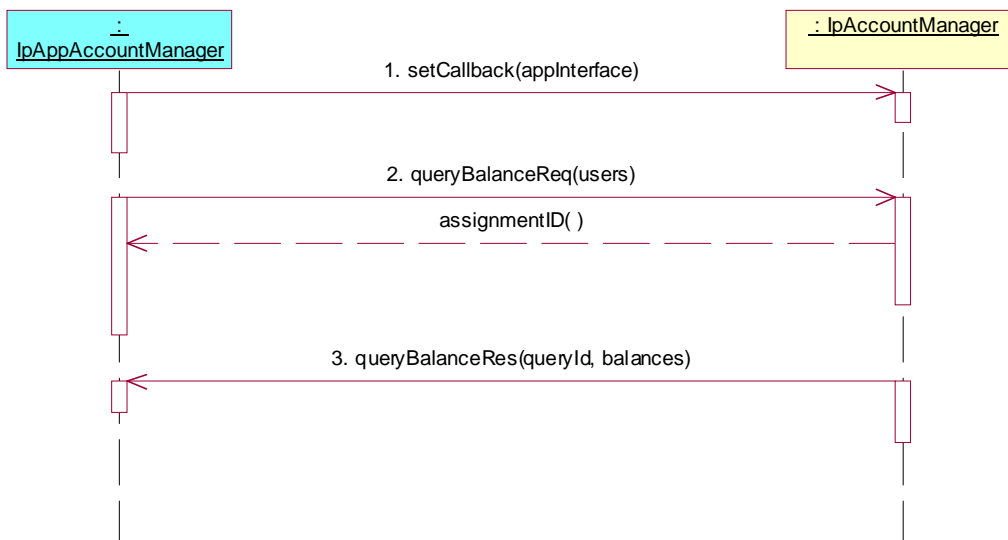 :
IpAppAccountManager
: IpAccountManager
1. setCallback(appInterface)
2. queryBalanceReq(users)
assignmentID( )
3. queryBalanceRes(queryId, balances)